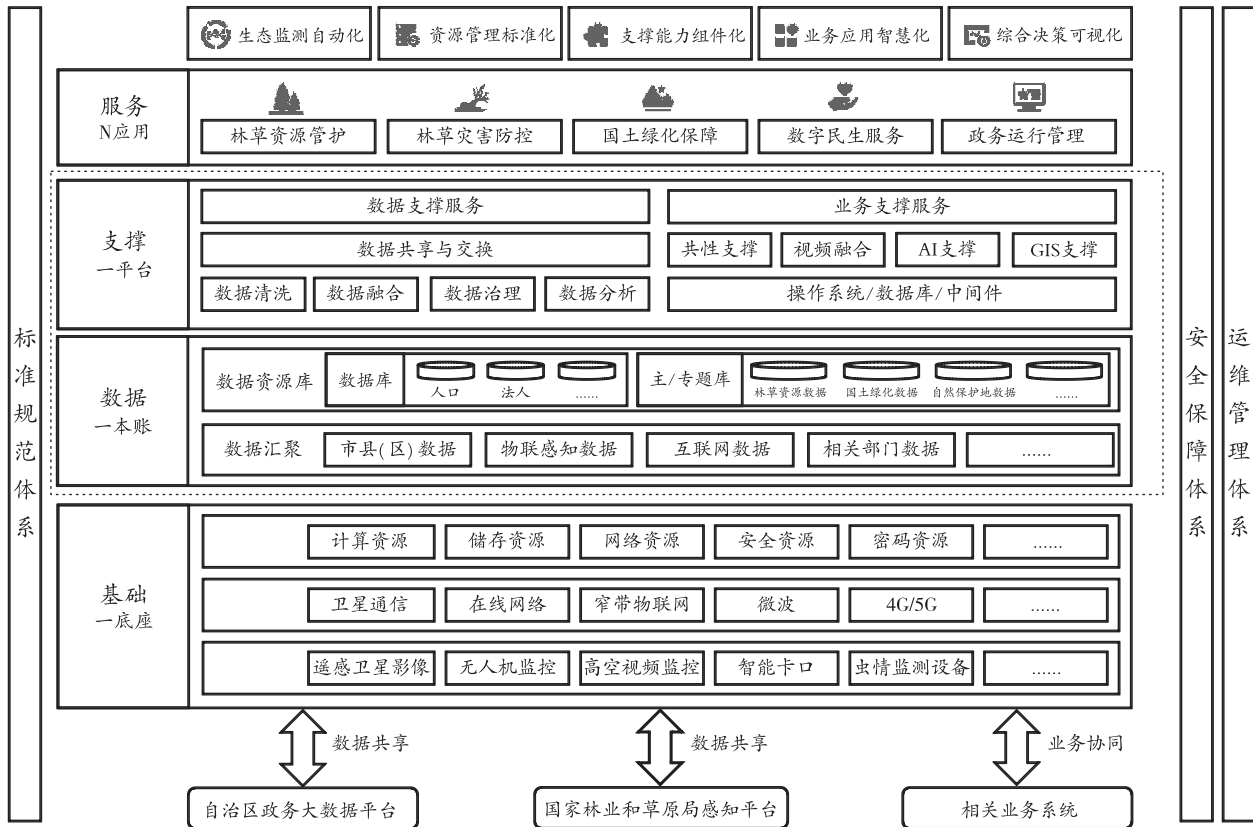 生态监测自动化
资源管理标准化
支撑能力组件化
业务应用智慧化
综合决策可视化
服务
N应用
林草资源管护
林草灾害防控
国土绿化保障
数字民生服务
政务运行管理
支撑
一平台
数据支撑服务
业务支撑服务
数据共享与交换
共性支撑
视频融合
AI支撑
GIS支撑
数据清洗
数据融合
数据治理
数据分析
操作系统/数据库/中间件
数据
一本账
数据资源库
数据库
人口
法人
......
主/专题库
林草资源数据
国土绿化数据
自然保护地数据
......
数据汇聚
市县(区)数据
物联感知数据
互联网数据
相关部门数据
......
基础
一底座
计算资源
储存资源
网络资源
安全资源
密码资源
......
卫星通信
在线网络
窄带物联网
微波
4G/5G
......
遥感卫星影像
无人机监控
高空视频监控
智能卡口
虫情监测设备
......
数据共享
数据共享
业务协同
自治区政务大数据平台
国家林业和草原局感知平台
相关业务系统
标准规范体系
安全保障体系
运维管理体系